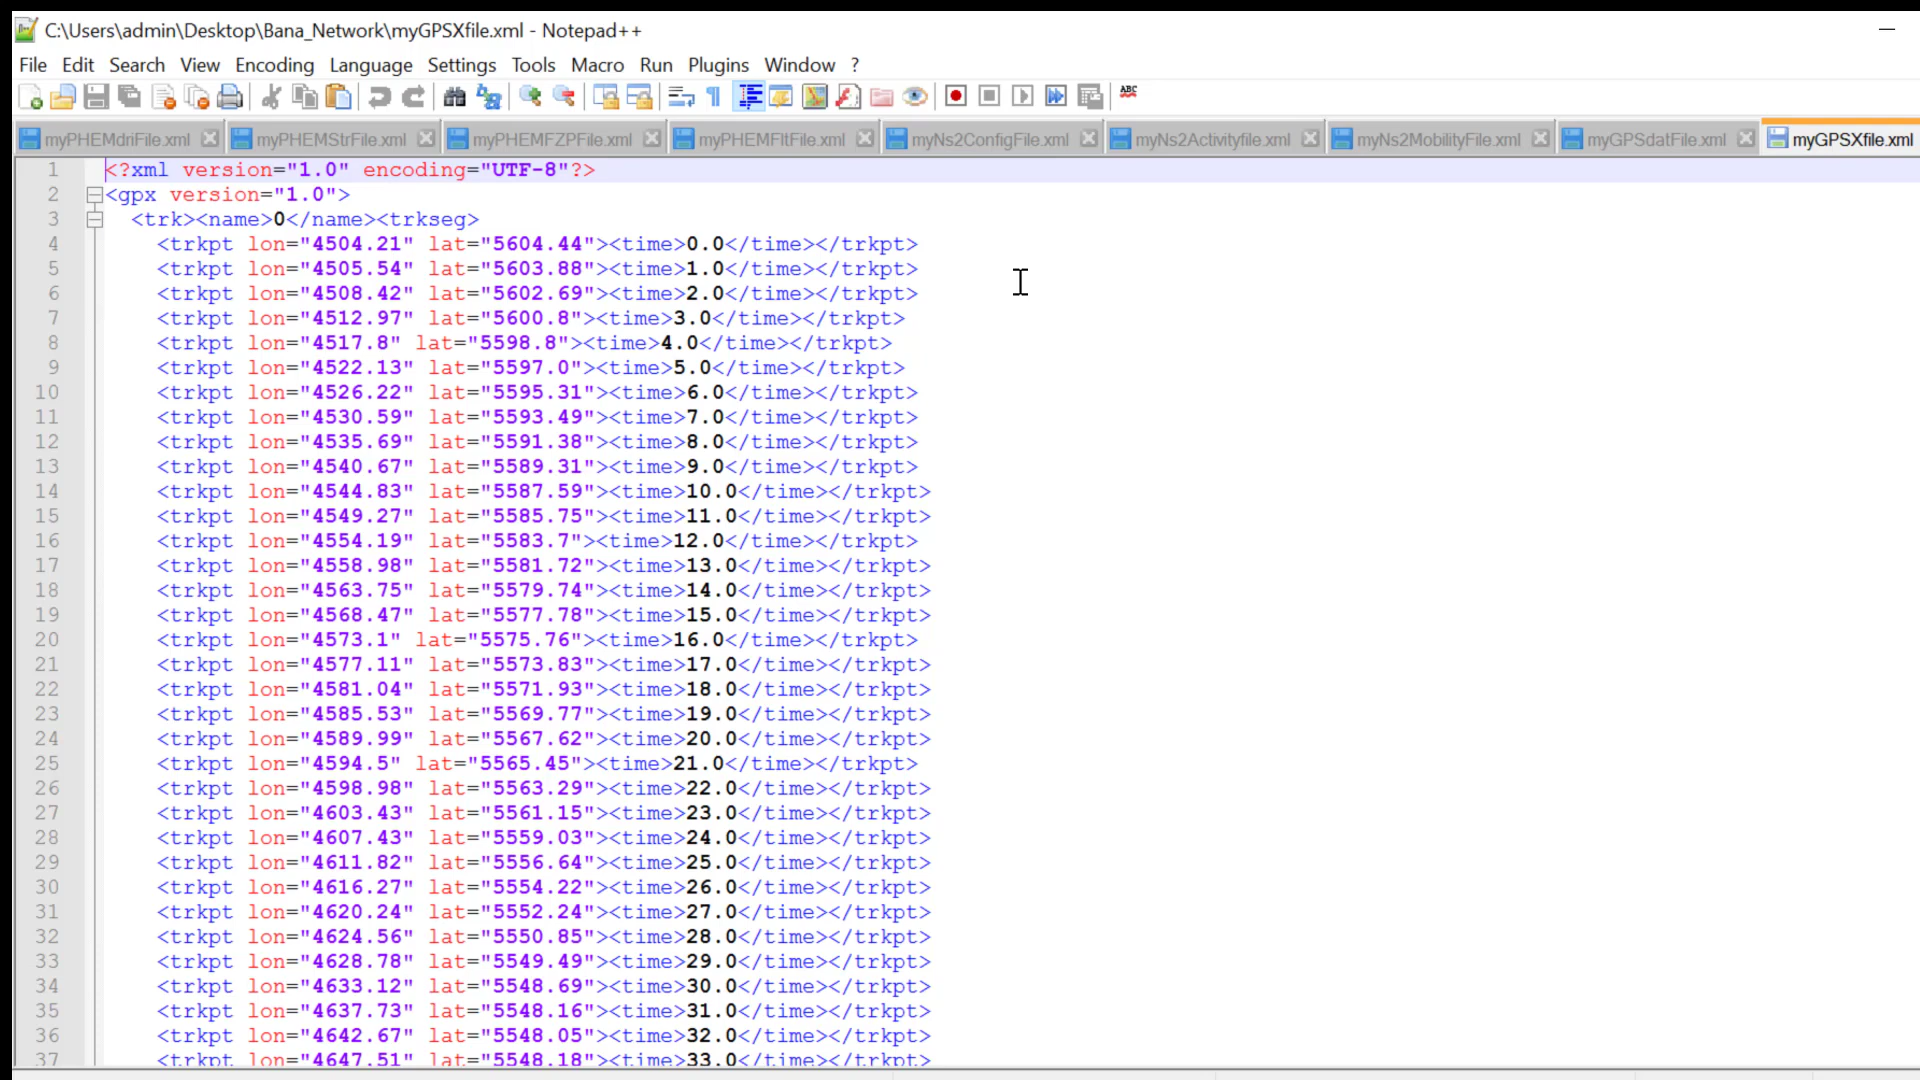 C:\Users\admin\Desktop\Bana_Network\myGPSXfile.xml - Notepad++
File Edit Search View Encoding Language Settings Tools Macro Run Plugins Window ?
ABC
myPHEMdriFile.xml myPHEMStrFile.xml myPHEMFZPFile.xml myPHEMFltFile.xml myNs2ConfigFile.xml myNs2Activityfile.xml myNs2MobilityFile.xml myGPSdatFile.xml myGPSXfile.xml
1 <?xml version="1.0" encoding="UTF-8"?>
2 <gpx version="1.0">
3 <trk><name>0</name><trkseg>
4 <trkpt lon="4504.21" lat="5604.44"><time>0.0</time></trkpt>
5 <trkpt lon="4505.54" lat="5603.88"><time>1.0</time></trkpt>
6 <trkpt lon="4508.42" lat="5602.69"><time>2.0</time></trkpt>
7 <trkpt lon="4512.97" lat="5600.8"><time>3.0</time></trkpt>
8 <trkpt lon="4517.8" lat="5598.8"><time>4.0</time></trkpt>
9 <trkpt lon="4522.13" lat="5597.0"><time>5.0</time></trkpt>
10 <trkpt lon="4526.22" lat="5595.31"><time>6.0</time></trkpt>
11 <trkpt lon="4530.59" lat="5593.49"><time>7.0</time></trkpt>
12 <trkpt lon="4535.69" lat="5591.38"><time>8.0</time></trkpt>
13 <trkpt lon="4540.67" lat="5589.31"><time>9.0</time></trkpt>
14 <trkpt lon="4544.83" lat="5587.59"><time>10.0</time></trkpt>
15 <trkpt lon="4549.27" lat="5585.75"><time>11.0</time></trkpt>
16 <trkpt lon="4554.19" lat="5583.7"><time>12.0</time></trkpt>
17 <trkpt lon="4558.98" lat="5581.72"><time>13.0</time></trkpt>
18 <trkpt lon="4563.75" lat="5579.74"><time>14.0</time></trkpt>
19 <trkpt lon="4568.47" lat="5577.78"><time>15.0</time></trkpt>
20 <trkpt lon="4573.1" lat="5575.76"><time>16.0</time></trkpt>
21 <trkpt lon="4577.11" lat="5573.83"><time>17.0</time></trkpt>
22 <trkpt lon="4581.04" lat="5571.93"><time>18.0</time></trkpt>
23 <trkpt lon="4585.53" lat="5569.77"><time>19.0</time></trkpt>
24 <trkpt lon="4589.99" lat="5567.62"><time>20.0</time></trkpt>
25 <trkpt lon="4594.5" lat="5565.45"><time>21.0</time></trkpt>
26 <trkpt lon="4598.98" lat="5563.29"><time>22.0</time></trkpt>
27 <trkpt lon="4603.43" lat="5561.15"><time>23.0</time></trkpt>
28 <trkpt lon="4607.43" lat="5559.03"><time>24.0</time></trkpt>
29 <trkpt lon="4611.82" lat="5556.64"><time>25.0</time></trkpt>
30 <trkpt lon="4616.27" lat="5554.22"><time>26.0</time></trkpt>
31 <trkpt lon="4620.24" lat="5552.24"><time>27.0</time></trkpt>
32 <trkpt lon="4624.56" lat="5550.85"><time>28.0</time></trkpt>
33 <trkpt lon="4628.78" lat="5549.49"><time>29.0</time></trkpt>
34 <trkpt lon="4633.12" lat="5548.69"><time>30.0</time></trkpt>
35 <trkpt lon="4637.73" lat="5548.16"><time>31.0</time></trkpt>
36 <trkpt lon="4642.67" lat="5548.05"><time>32.0</time></trkpt>
37 <trkpt lon="4647.51" lat="5548.18"><time>33.0</time></trkpt>